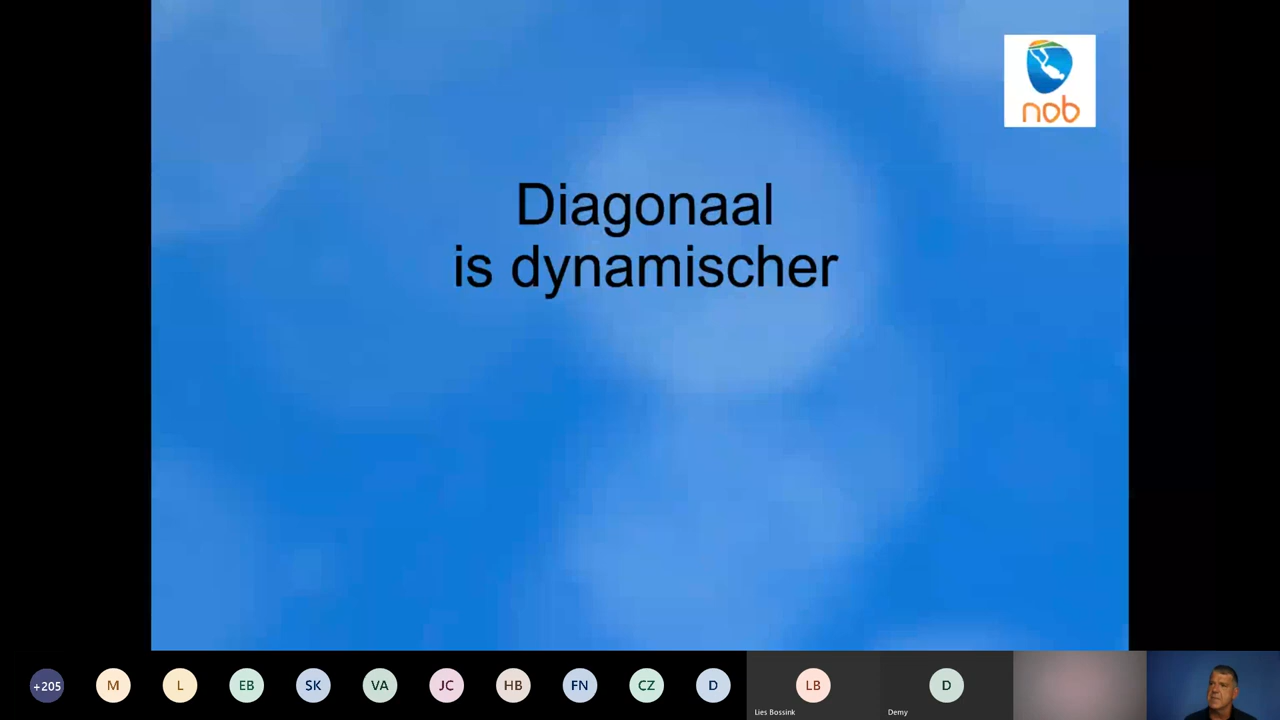 nob
Diagonaal
is dynamischer
+205
M
L
EB
SK
VA
JC
HB
FN
CZ
D
LB
D
Lies Bossink
Demy